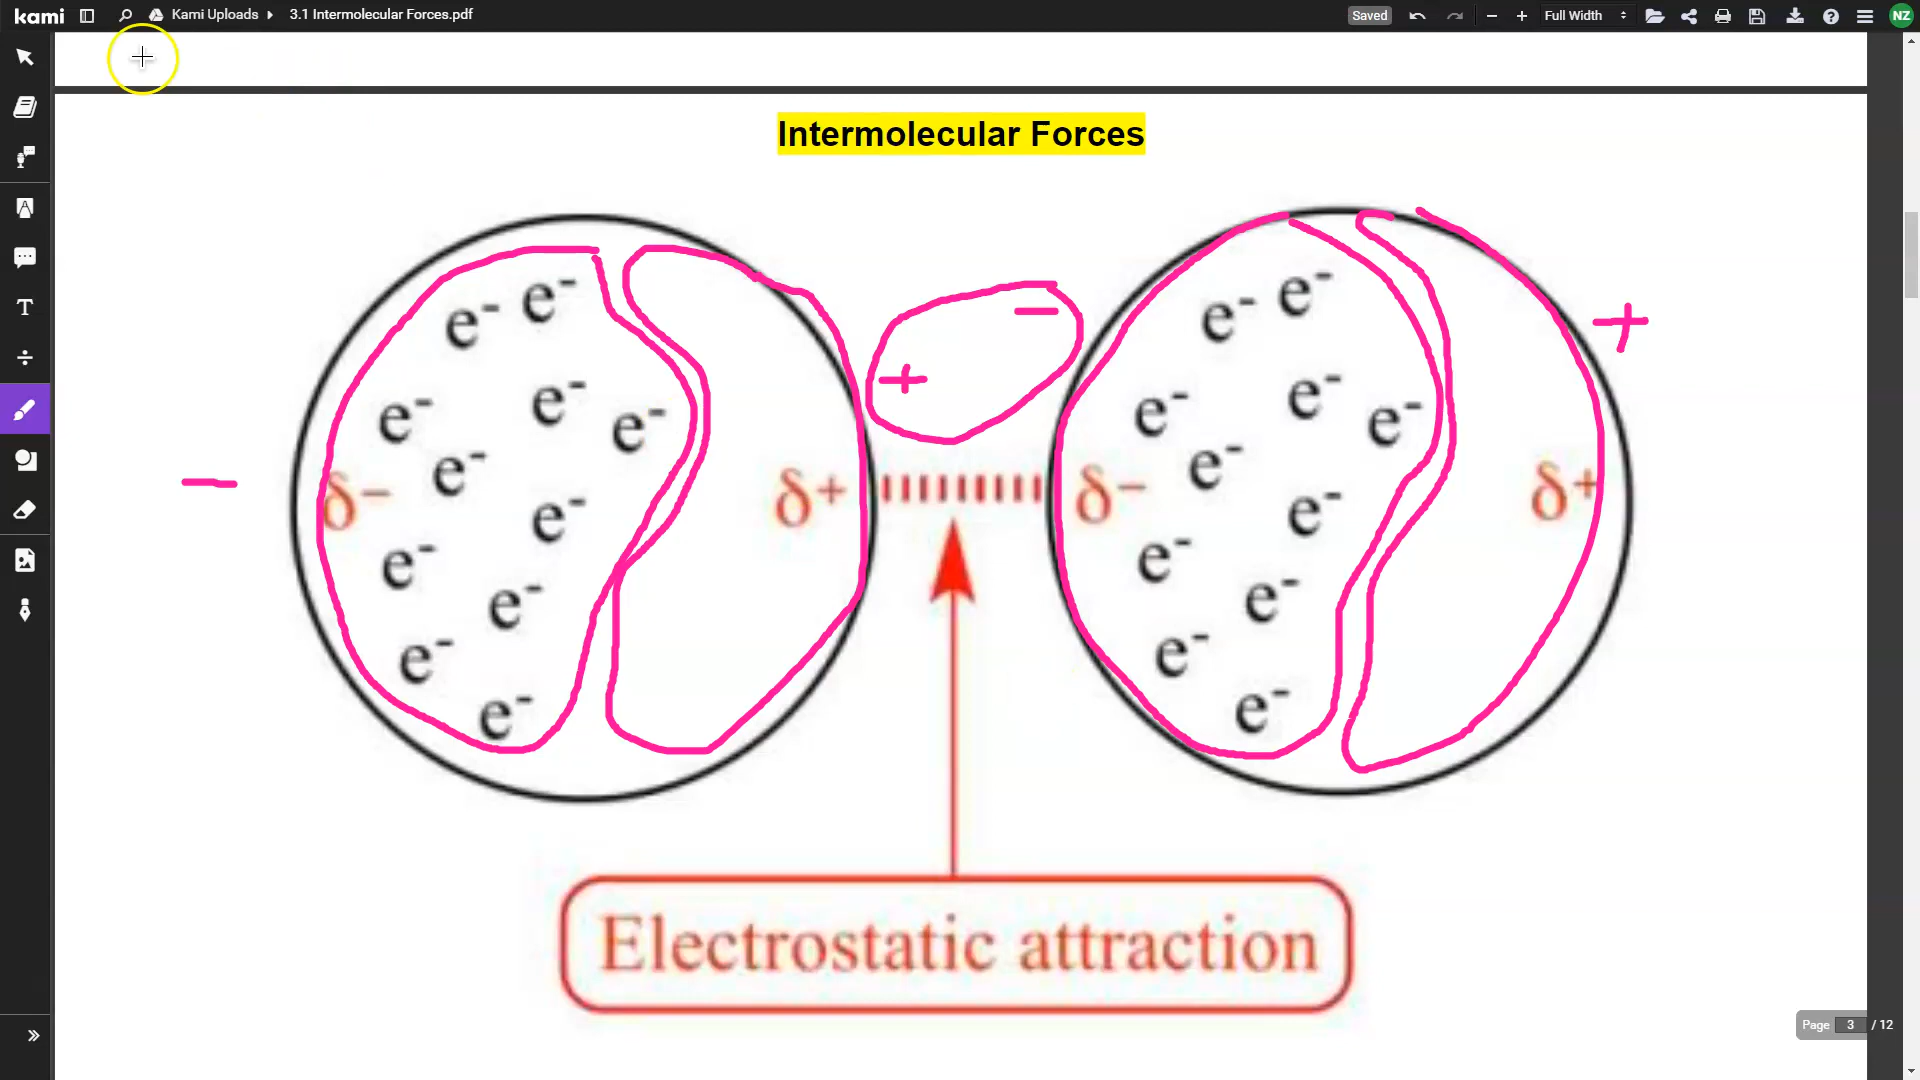 kami Kami Uploads 3.1 Intermolecular Forces.pdf Saved Full Width NZ
Intermolecular Forces
e⁻ e⁻ e⁻ e⁻
− + +
e⁻ e⁻ e⁻ e⁻ e⁻ e⁻
− δ− e⁻ δ+ δ− e⁻ δ+
e⁻ e⁻
e⁻ e⁻
e⁻ e⁻
e⁻ e⁻
e⁻ e⁻
Electrostatic attraction
Page 3 / 12